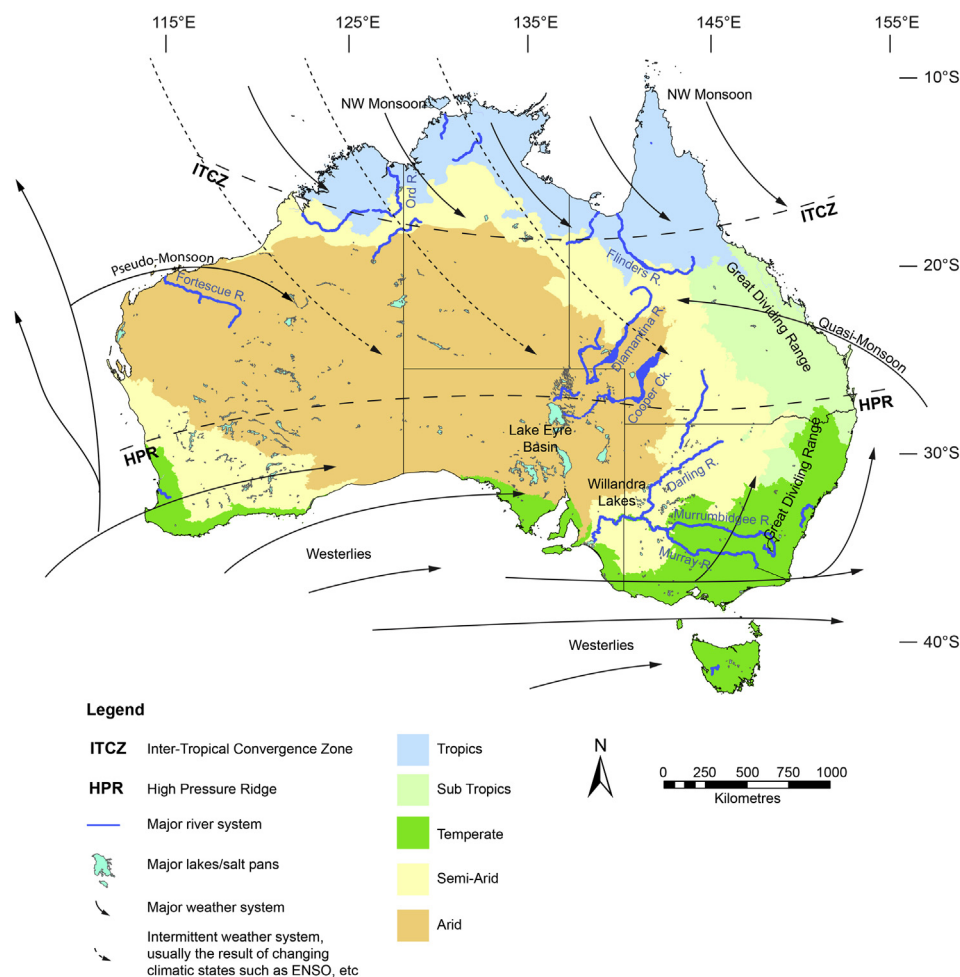 115°E
125°E
135°E
145°E
155°E
10°S
NW Monsoon
NW Monsoon
ITCZ
Ord R.
ITCZ
20°S
Pseudo-Monsoon
Fortescue R.
Flinders R.
Great Dividing Range
Quasi-Monsoon
Diamantina R.
Cooper Ck.
HPR
HPR
Lake Eyre
Basin
30°S
Willandra
Lakes
Darling R.
Great Dividing Range
Murrumbidgee R.
Murray R.
Westerlies
Westerlies
40°S
Legend
ITCZ Inter-Tropical Convergence Zone
HPR High Pressure Ridge
Major river system
Major lakes/salt pans
Major weather system
Intermittent weather system,
usually the result of changing
climatic states such as ENSO, etc
Tropics
Sub Tropics
Temperate
Semi-Arid
Arid
N
0 250 500 750 1000
Kilometres